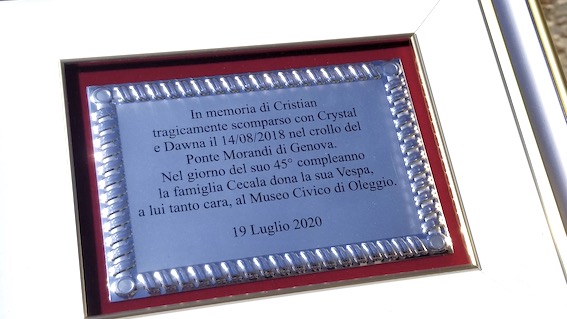 In memoria di Cristian
tragicamente scomparso con Crystal
e Dawna il 14/08/2018 nel crollo del
Ponte Morandi di Genova.
Nel giorno del suo 45° compleanno
la famiglia Cecala dona la sua Vespa,
a lui tanto cara, al Museo Civico di Oleggio.
19 Luglio 2020